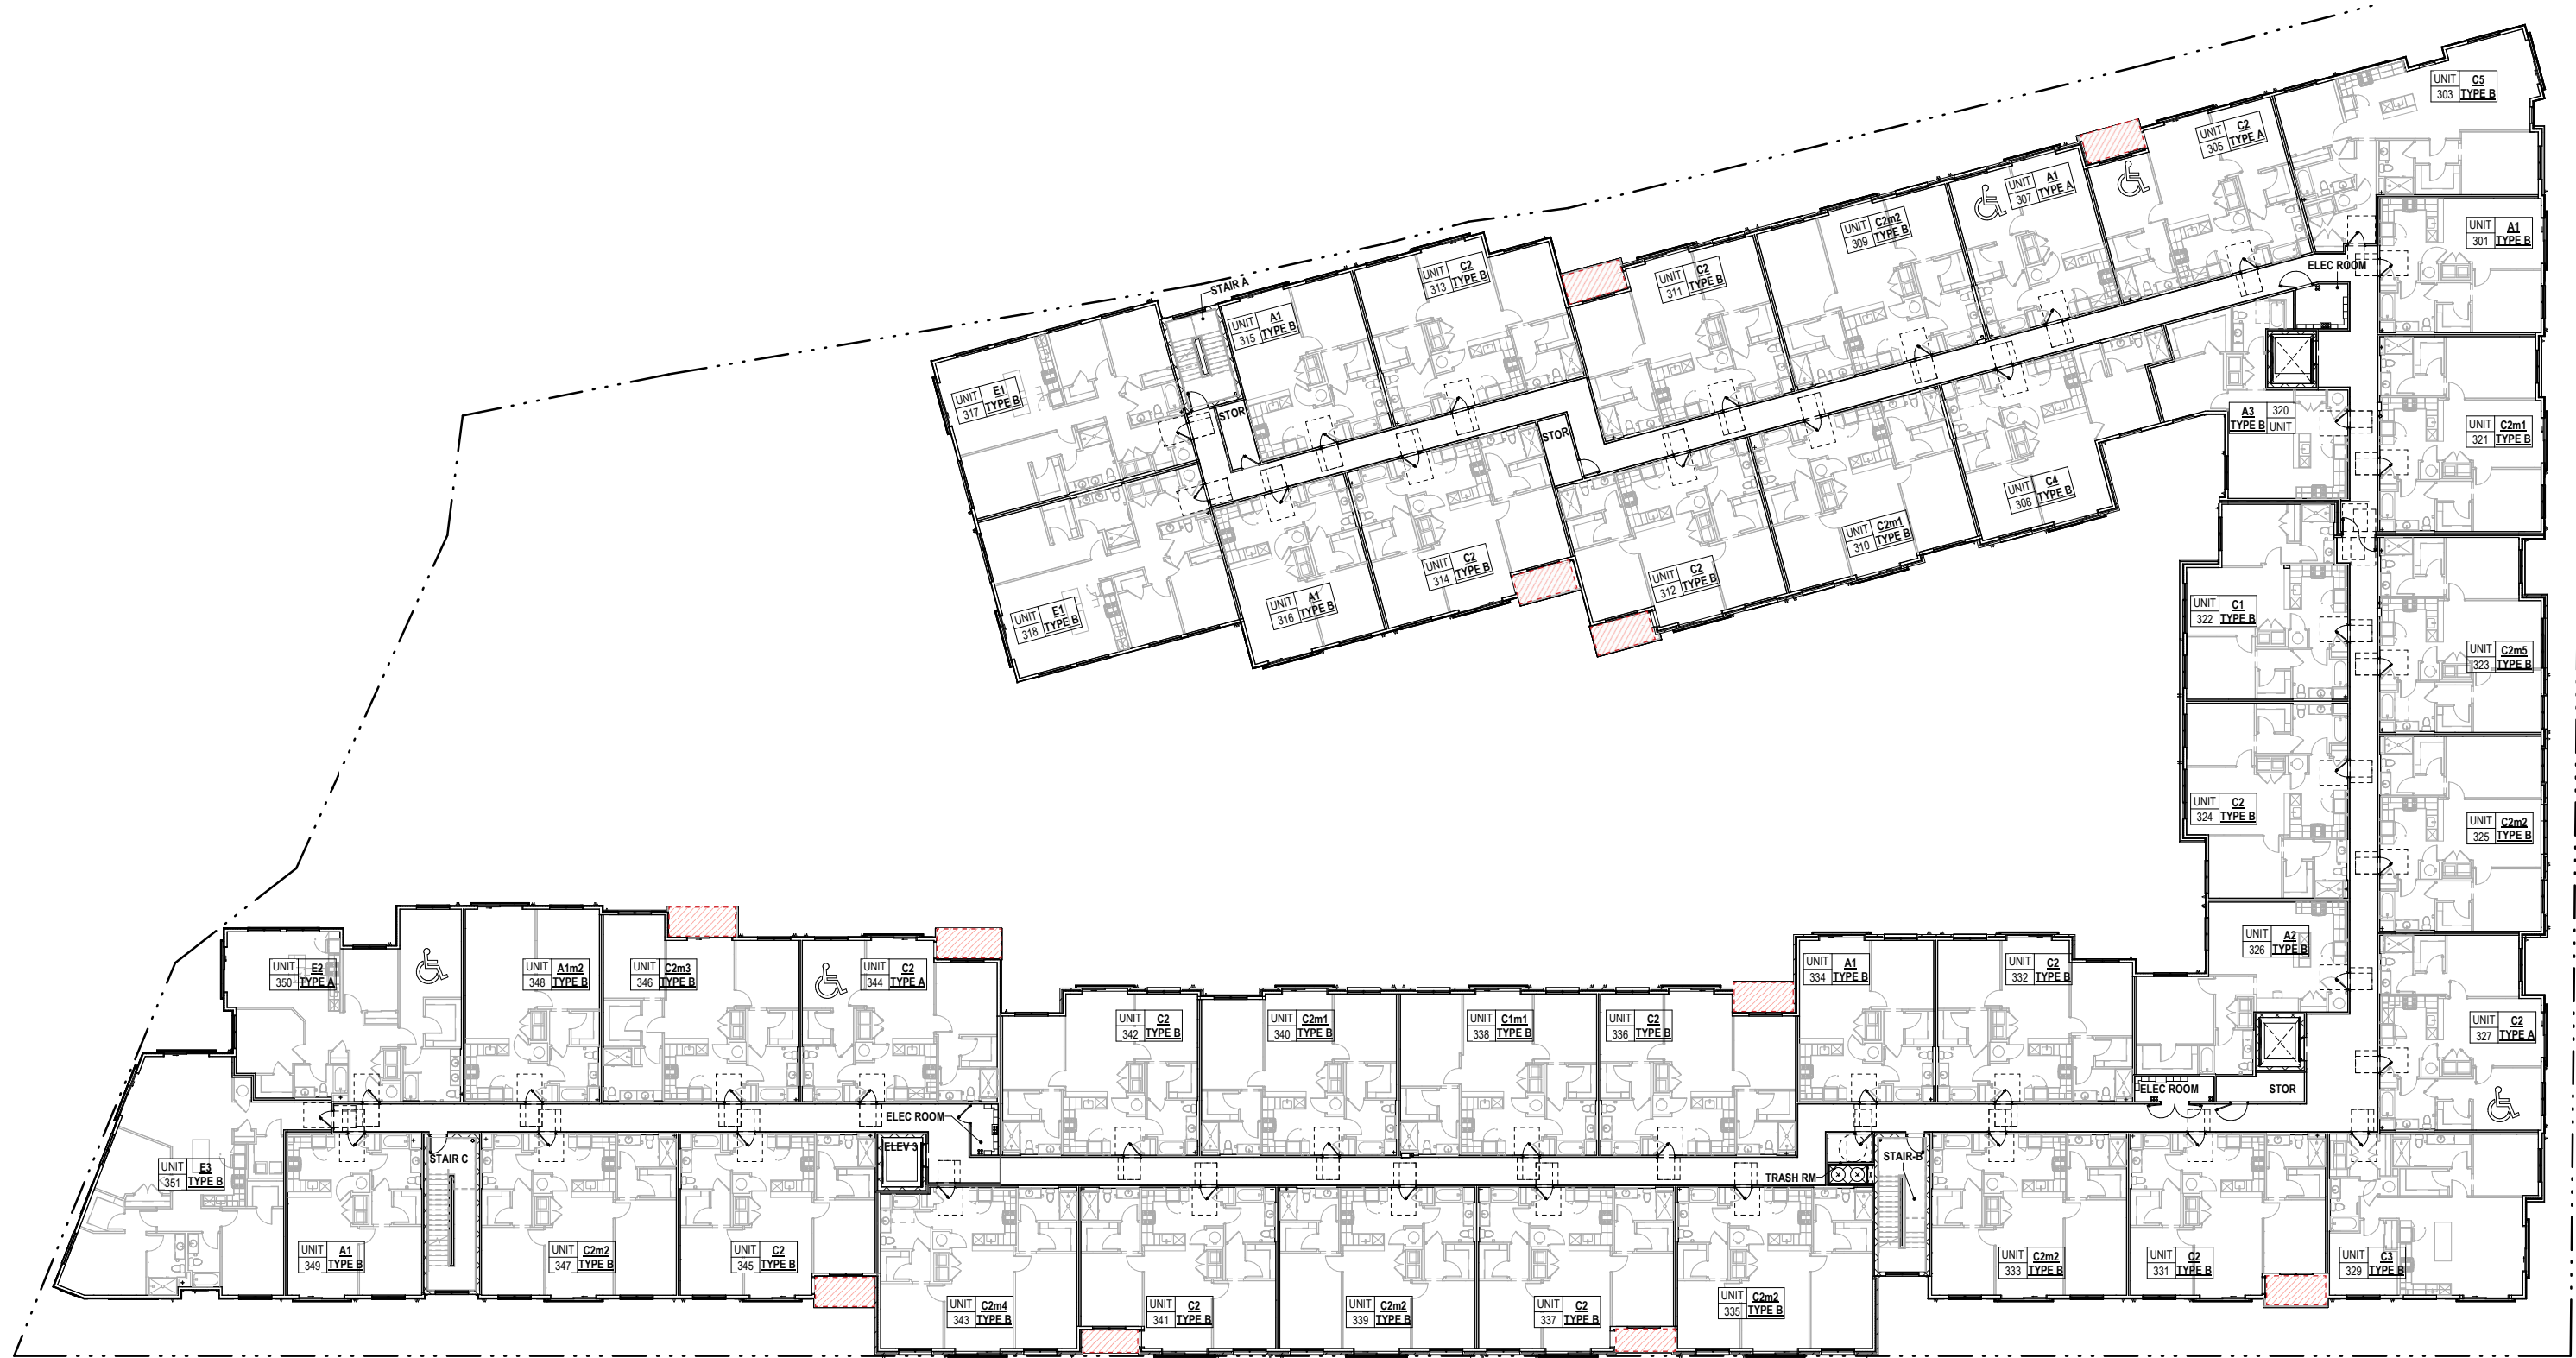 UNIT C5
303 TYPE B
UNIT C2
305 TYPE A
UNIT A1
307 TYPE A
UNIT A1
301 TYPE B
UNIT C2m2
309 TYPE B
ELEC ROOM
UNIT C2
311 TYPE B
UNIT C2
313 TYPE B
STAIR A
UNIT A1
315 TYPE B
UNIT E1
317 TYPE B
STOR
STOR
A3 320
TYPE B UNIT
UNIT C2m1
321 TYPE B
UNIT C4
308 TYPE B
UNIT C2m1
310 TYPE B
UNIT C2
312 TYPE B
UNIT C2
314 TYPE B
UNIT A1
316 TYPE B
UNIT E1
318 TYPE B
UNIT C1
322 TYPE B
UNIT C2m5
323 TYPE B
UNIT C2
324 TYPE B
UNIT C2m2
325 TYPE B
UNIT A2
326 TYPE B
UNIT E2
350 TYPE A
UNIT A1m2
348 TYPE B
UNIT C2m3
346 TYPE B
UNIT C2
344 TYPE A
UNIT A1
334 TYPE B
UNIT C2
332 TYPE B
UNIT C2
342 TYPE B
UNIT C2m1
340 TYPE B
UNIT C1m1
338 TYPE B
UNIT C2
336 TYPE B
UNIT C2
327 TYPE A
ELEC ROOM
STOR
ELEC ROOM
ELEV 3
STAIR C
STAIR-B
TRASH RM
UNIT E3
351 TYPE B
UNIT A1
349 TYPE B
UNIT C2m2
347 TYPE B
UNIT C2
345 TYPE B
UNIT C2m2
333 TYPE B
UNIT C2
331 TYPE B
UNIT C3
329 TYPE B
UNIT C2m4
343 TYPE B
UNIT C2
341 TYPE B
UNIT C2m2
339 TYPE B
UNIT C2
337 TYPE B
UNIT C2m2
335 TYPE B